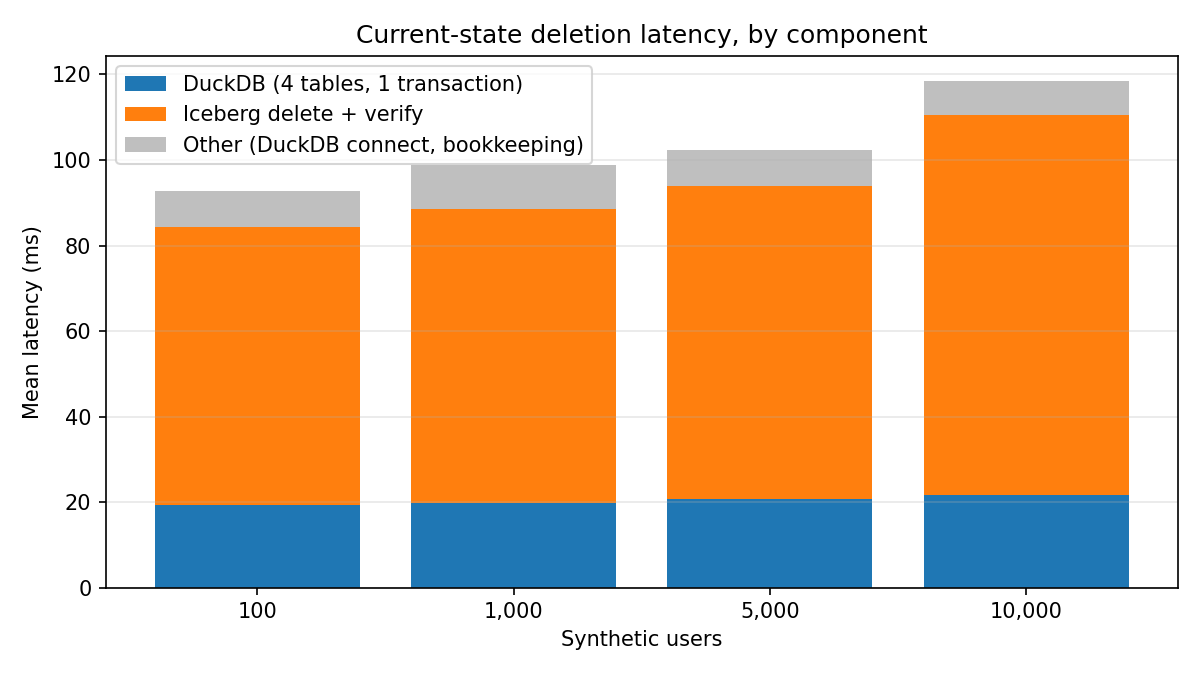 Current-state deletion latency, by component
DuckDB (4 tables, 1 transaction)
Iceberg delete + verify
Other (DuckDB connect, bookkeeping)
Mean latency (ms)
120
100
80
60
40
20
0
100 1,000 5,000 10,000
Synthetic users